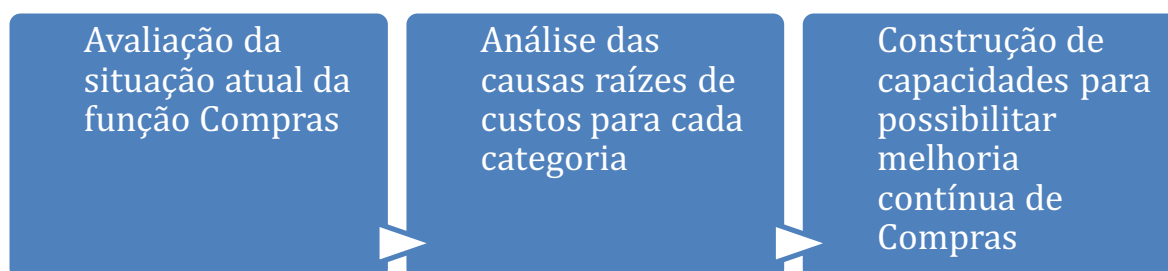 Avaliação da
situação atual da
função Compras
Análise das
causas raízes de
custos para cada
categoria
Construção de
capacidades para
possibilitar
melhoria
contínua de
Compras